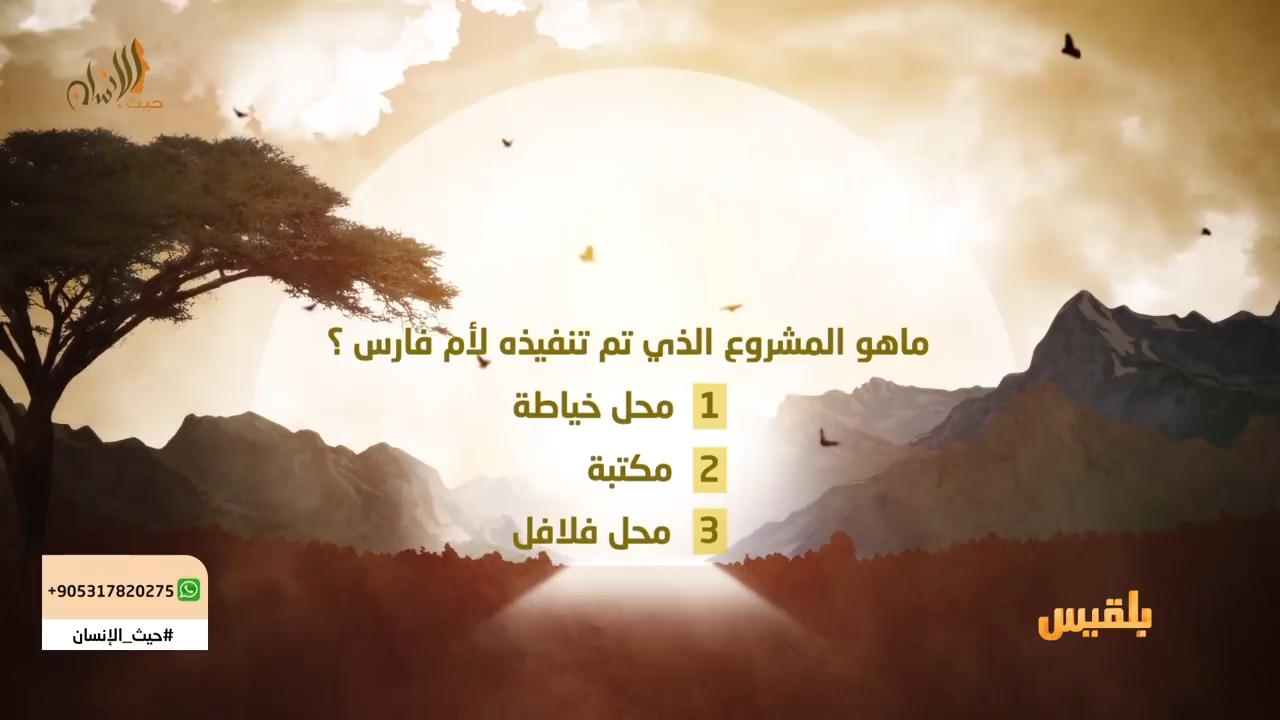 حيث الإنسان
ماهو المشروع الذي تم تنفيذه لأم فارس ؟
1 محل خياطة
2 مكتبة
3 محل فلافل
+905317820275
#حيث_الإنسان
بلقيس